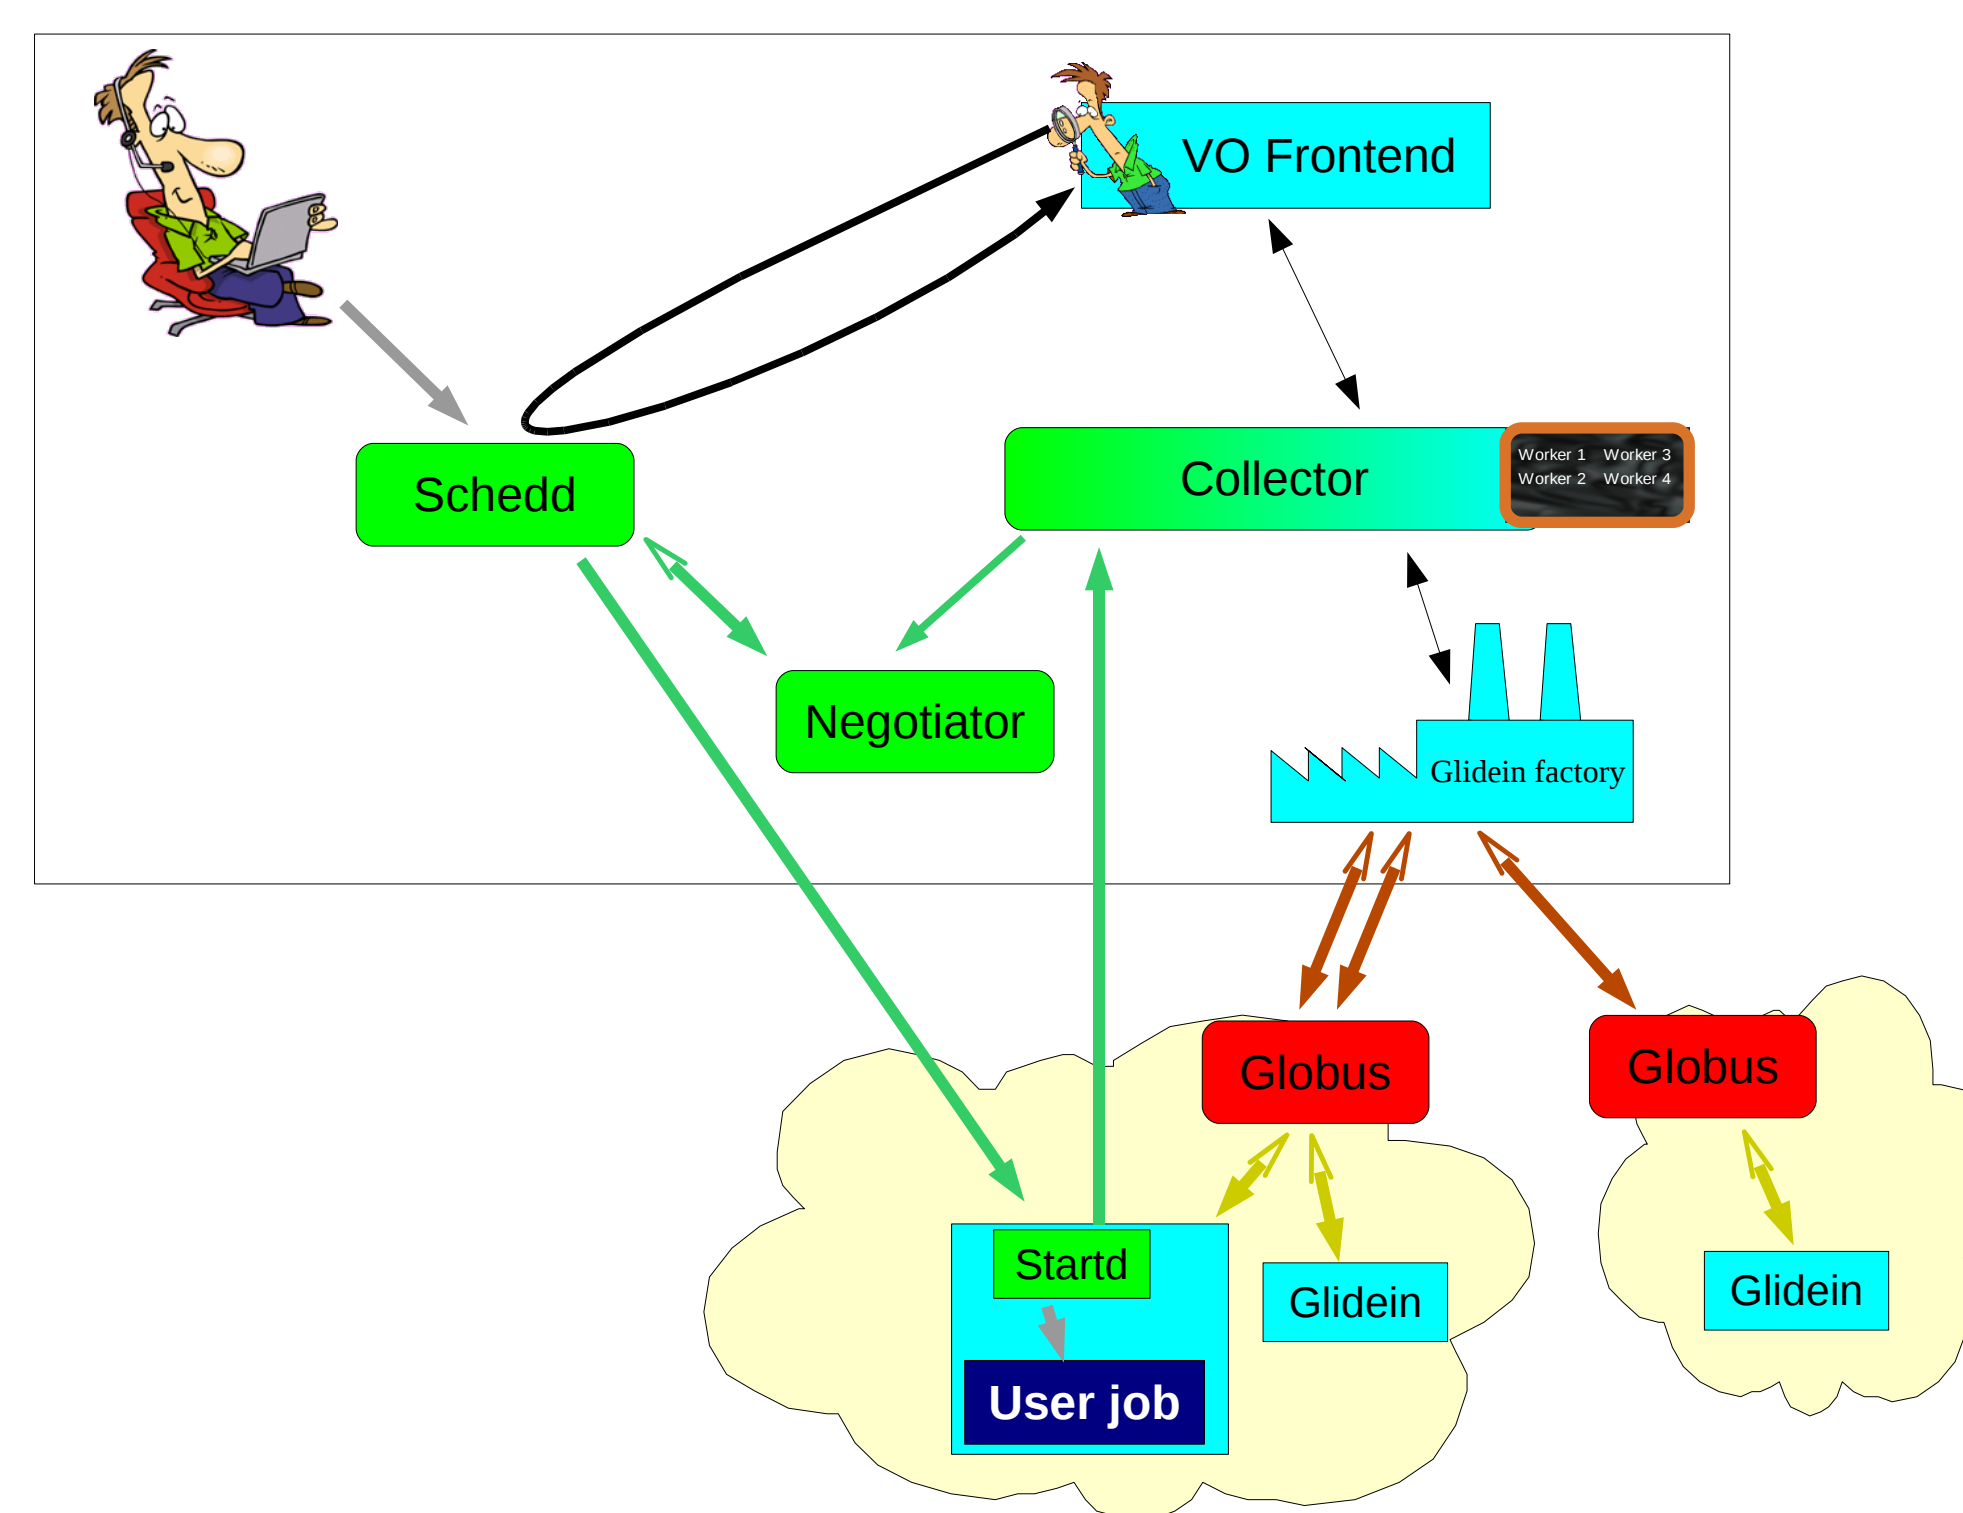 VO Frontend
Schedd
Collector
Worker 1 Worker 3
Worker 2 Worker 4
Negotiator
Glidein factory
Globus
Globus
Startd
Glidein
Glidein
User job